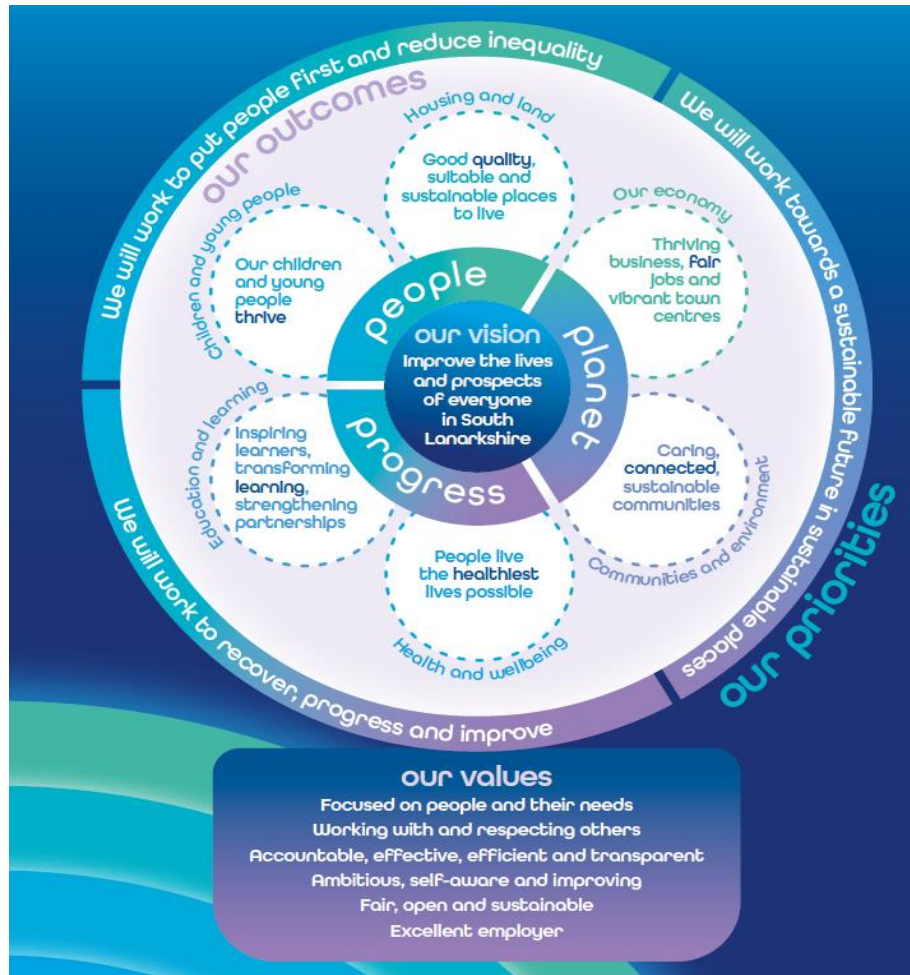 We will work to put people first and reduce inequality
We will work towards a sustainable future in sustainable places
We will work to recover, progress and improve
our priorities
our outcomes
Housing and land
Good quality,
suitable and
sustainable places
to live
Our economy
Thriving
business, fair
jobs and
vibrant town
centres
Communities and environment
Caring,
connected,
sustainable
communities
Health and wellbeing
People live
the healthiest
lives possible
Education and learning
Inspiring
learners,
transforming
learning,
strengthening
partnerships
Children and young people
Our children
and young
people
thrive
people
planet
progress
our vision
Improve the lives
and prospects
of everyone
in South
Lanarkshire
our values
Focused on people and their needs
Working with and respecting others
Accountable, effective, efficient and transparent
Ambitious, self-aware and improving
Fair, open and sustainable
Excellent employer